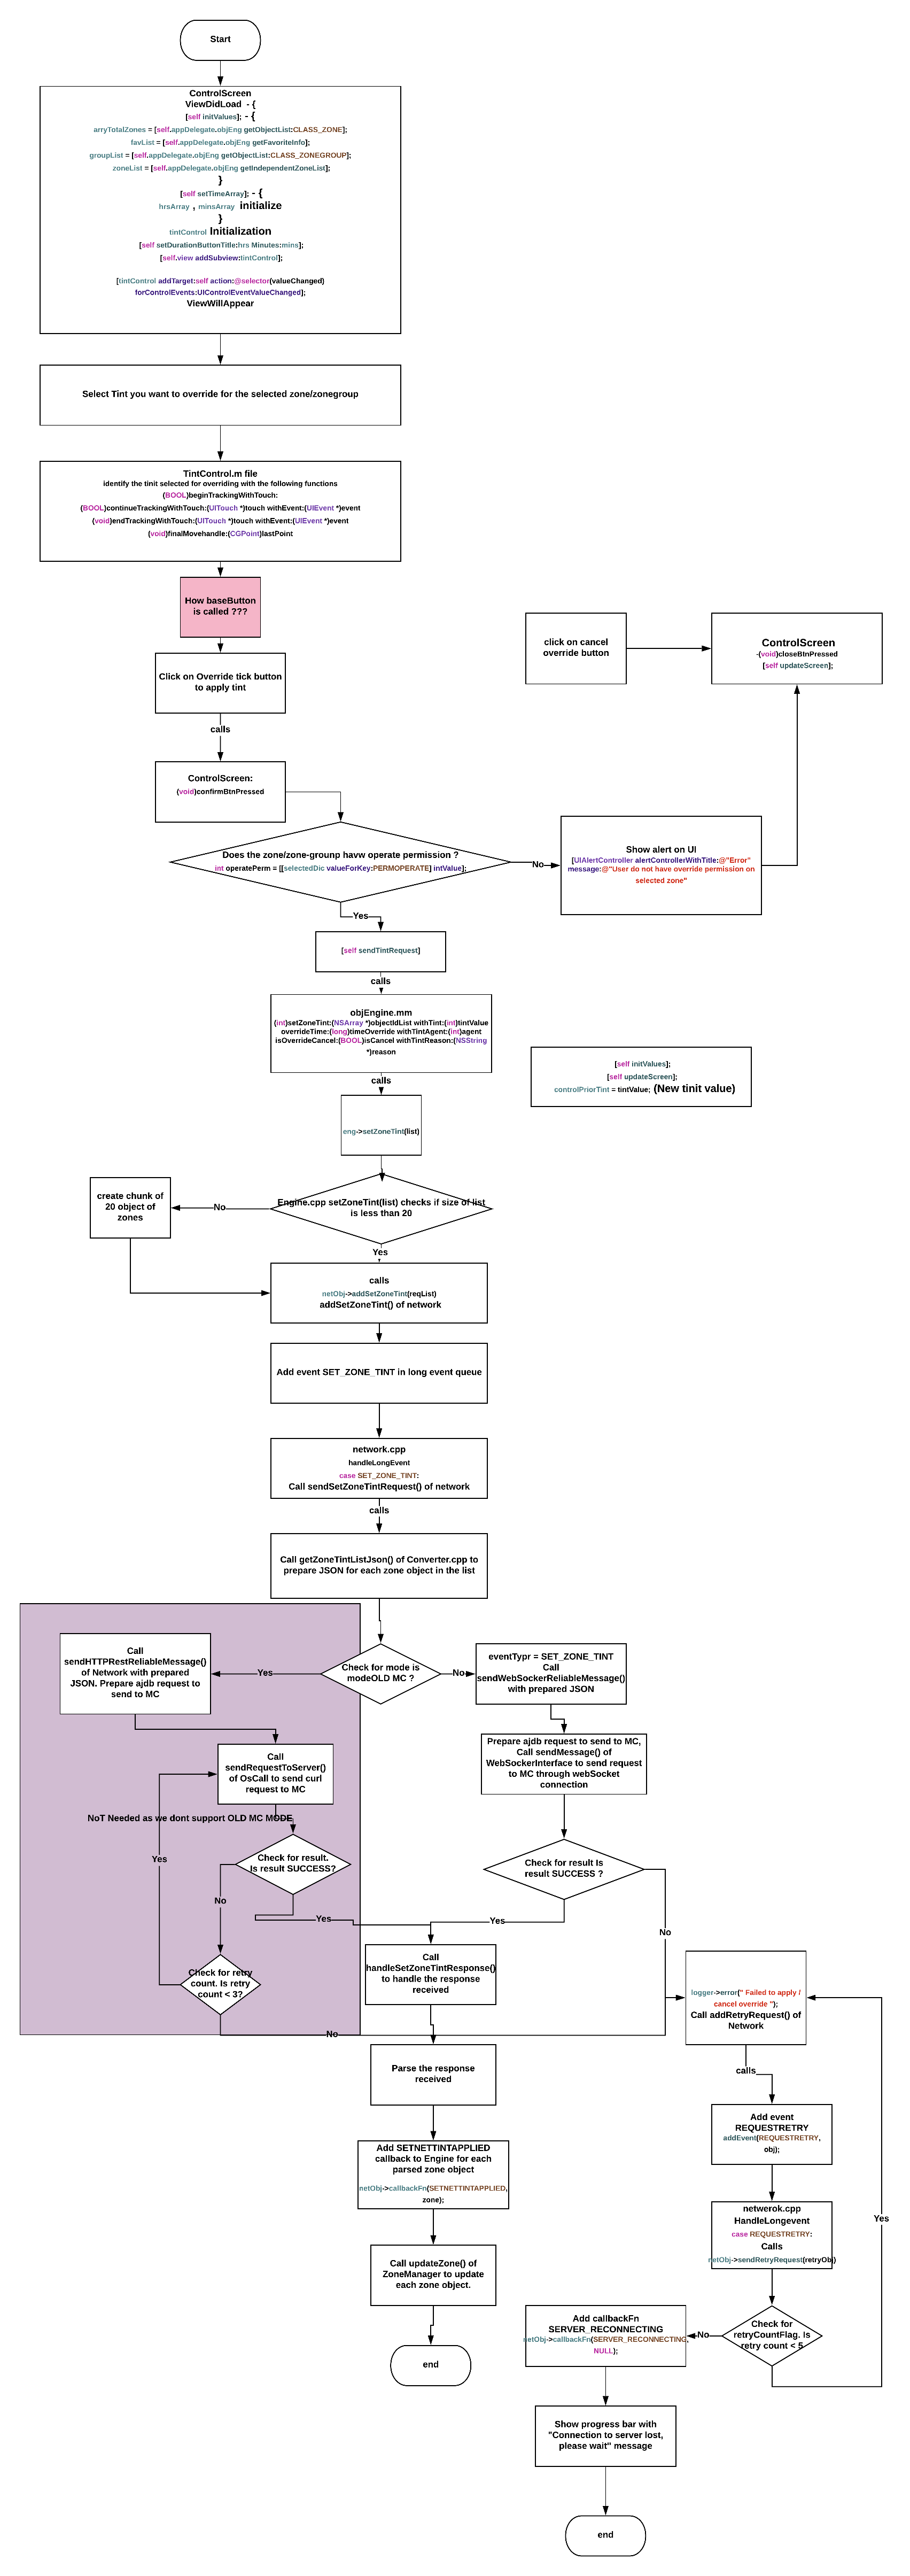 Start
ControlScreen
ViewDidLoad - {
[self initValues]; - {
arryTotalZones = [self.appDelegate.objEng getObjectList:CLASS_ZONE];
favList = [self.appDelegate.objEng getFavoriteInfo];
groupList = [self.appDelegate.objEng getObjectList:CLASS_ZONEGROUP];
zoneList = [self.appDelegate.objEng getIndependentZoneList];
}
[self setTimeArray]; - {
hrsArray , minsArray initialize
}
tintControl Initialization
[self setDurationButtonTitle:hrs Minutes:mins];
[self.view addSubview:tintControl];
[tintControl addTarget:self action:@selector(valueChanged)
forControlEvents:UIControlEventValueChanged];
ViewWillAppear
Select Tint you want to override for the selected zone/zonegroup
TintControl.m file
identify the tinit selected for overriding with the following functions
(BOOL)beginTrackingWithTouch:
(BOOL)continueTrackingWithTouch:(UITouch *)touch withEvent:(UIEvent *)event
(void)endTrackingWithTouch:(UITouch *)touch withEvent:(UIEvent *)event
(void)finalMovehandle:(CGPoint)lastPoint
How baseButton
is called ???
click on cancel
override button
ControlScreen
-(void)closeBtnPressed
[self updateScreen];
Click on Override tick button
to apply tint
calls
ControlScreen:
(void)confirmBtnPressed
Does the zone/zone-grounp havw operate permission ?
int operatePerm = [[selectedDic valueForKey:PERMOPERATE] intValue];
No
Show alert on UI
[UIAlertController alertControllerWithTitle:@"Error"
message:@"User do not have override permission on
selected zone"
Yes
[self sendTintRequest]
calls
objEngine.mm
(int)setZoneTint:(NSArray *)objectIdList withTint:(int)tintValue
overrideTime:(long)timeOverride withTintAgent:(int)agent
isOverrideCancel:(BOOL)isCancel withTintReason:(NSString
*)reason
[self initValues];
[self updateScreen];
controlPriorTint = tintValue; (New tinit value)
calls
eng->setZoneTint(list)
Engine.cpp setZoneTint(list) checks if size of list
is less than 20
No
create chunk of
20 object of
zones
Yes
calls
netObj->addSetZoneTint(reqList)
addSetZoneTint() of network
Add event SET_ZONE_TINT in long event queue
network.cpp
handleLongEvent
case SET_ZONE_TINT:
Call sendSetZoneTintRequest() of network
calls
Call getZoneTintListJson() of Converter.cpp to
prepare JSON for each zone object in the list
Call
sendHTTPRestReliableMessage()
of Network with prepared
JSON. Prepare ajdb request to
send to MC
Yes
Check for mode is
modeOLD MC ?
No
eventTypr = SET_ZONE_TINT
Call
sendWebSockerReliableMessage()
with prepared JSON
Call
sendRequestToServer()
of OsCall to send curl
request to MC
Prepare ajdb request to send to MC,
Call sendMessage() of
WebSockerInterface to send request
to MC through webSocket
connection
NoT Needed as we dont support OLD MC MODE
Yes
Check for result.
Is result SUCCESS?
Check for result Is
result SUCCESS ?
No
Yes
Yes
No
Call
handleSetZoneTintResponse()
to handle the response
received
Check for retry
count. Is retry
count < 3?
No
logger->error(" Failed to apply /
cancel override ");
Call addRetryRequest() of
Network
Parse the response
received
calls
Add event
REQUESTRETRY
addEvent(REQUESTRETRY,
obj);
Add SETNETTINTAPPLIED
callback to Engine for each
parsed zone object
netObj->callbackFn(SETNETTINTAPPLIED,
zone);
netwerok.cpp
HandleLongevent
case REQUESTRETRY:
Calls
netObj->sendRetryRequest(retryObj)
Yes
Call updateZone() of
ZoneManager to update
each zone object.
Add callbackFn
SERVER_RECONNECTING
netObj->callbackFn(SERVER_RECONNECTING,
NULL);
No
Check for
retryCountFlag. Is
retry count < 5
end
Show progress bar with
"Connection to server lost,
please wait" message
end